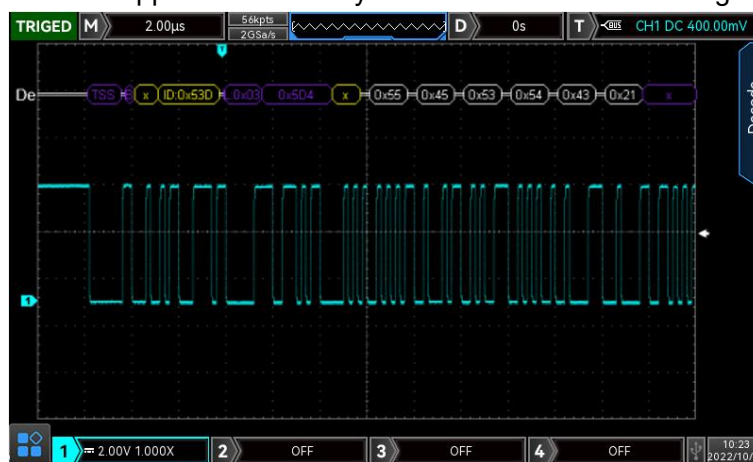 TRIGED M 2.00μs 56kpts 2GSa/s D 0s T BUS CH1 DC 400.00mV
Decode
De TSS x ID:0x53D L:0x03 0x5D4 x 0x55 0x45 0x53 0x54 0x43 0x21 x
T
1
1 2.00V 1.000X 2 OFF 3 OFF 4 OFF 10:23
2022/10/